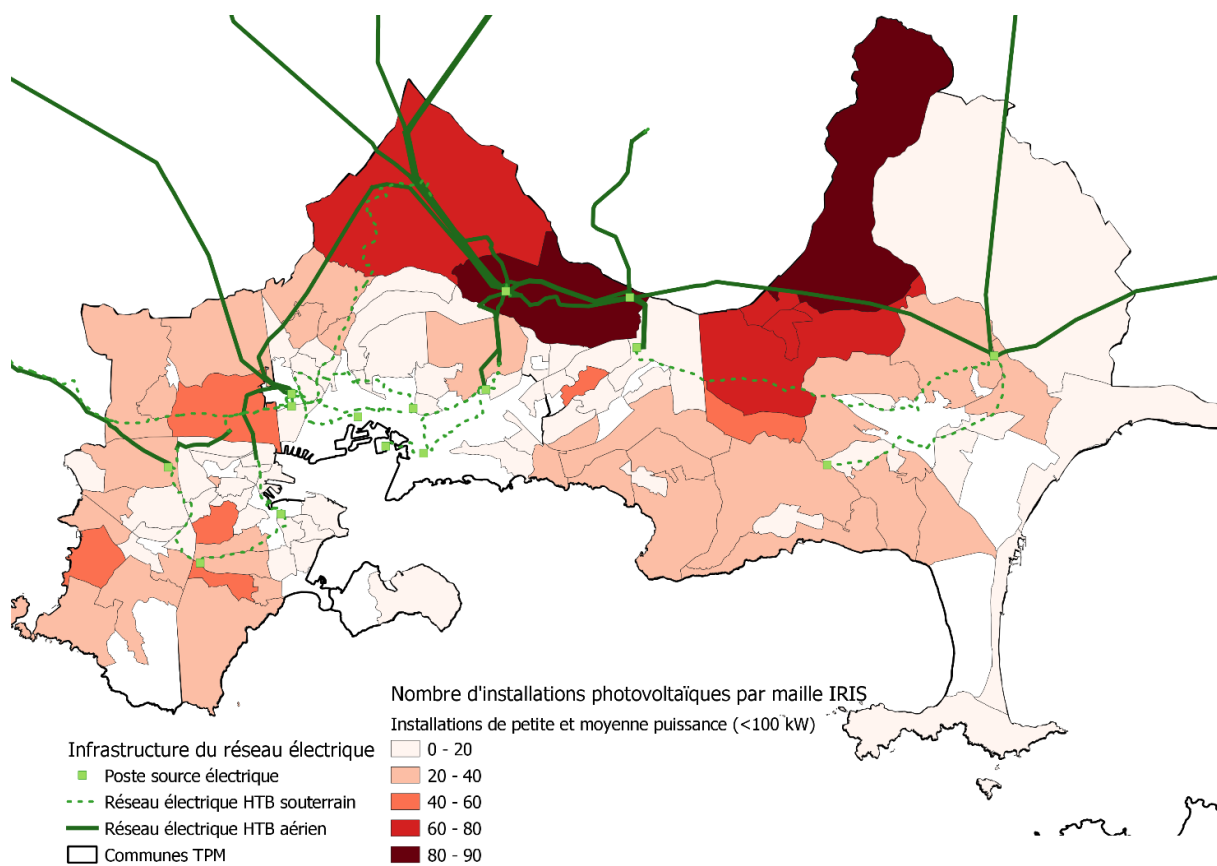 Nombre d'installations photovoltaïques par maille IRIS
Installations de petite et moyenne puissance (<100 kW)
0 - 20
20 - 40
40 - 60
60 - 80
80 - 90
Infrastructure du réseau électrique
Poste source électrique
Réseau électrique HTB souterrain
Réseau électrique HTB aérien
Communes TPM